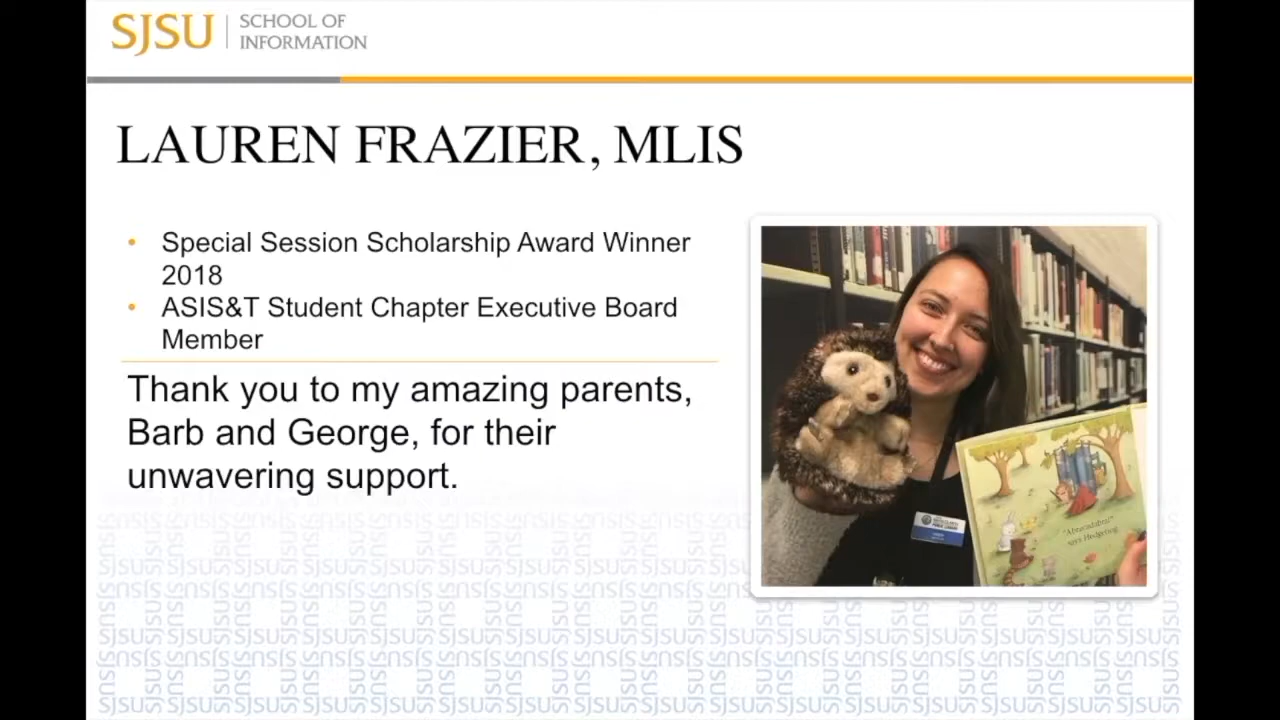 SJSU
SCHOOL OF
INFORMATION
LAUREN FRAZIER, MLIS
• Special Session Scholarship Award Winner
2018
• ASIS&T Student Chapter Executive Board
Member
Thank you to my amazing parents,
Barb and George, for their
unwavering support.
"Abracadabra!"
says Hedgehog.